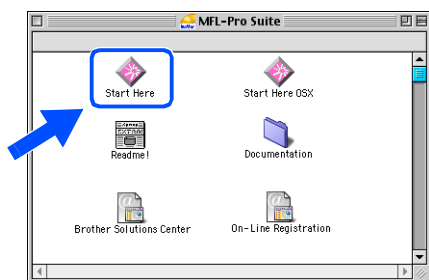 MFL-Pro Suite
Start Here
Start Here OSX
Readme!
Documentation
Brother Solutions Center
On-Line Registration